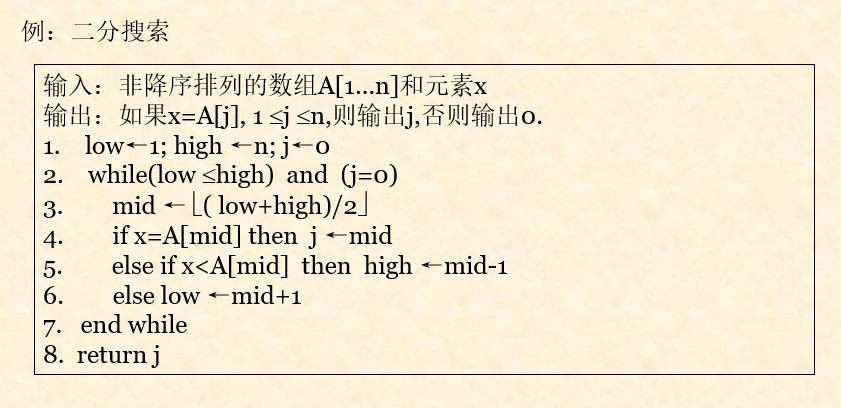 例：二分搜索
输入：非降序排列的数组A[1...n]和元素x
输出：如果x=A[j], 1 ≤j ≤n,则输出j,否则输出0.
1. low←1; high ←n; j←0
2. while(low ≤high) and (j=0)
3. mid ←⌊( low+high)/2⌋
4. if x=A[mid] then j ←mid
5. else if x<A[mid] then high ←mid-1
6. else low ←mid+1
7. end while
8. return j